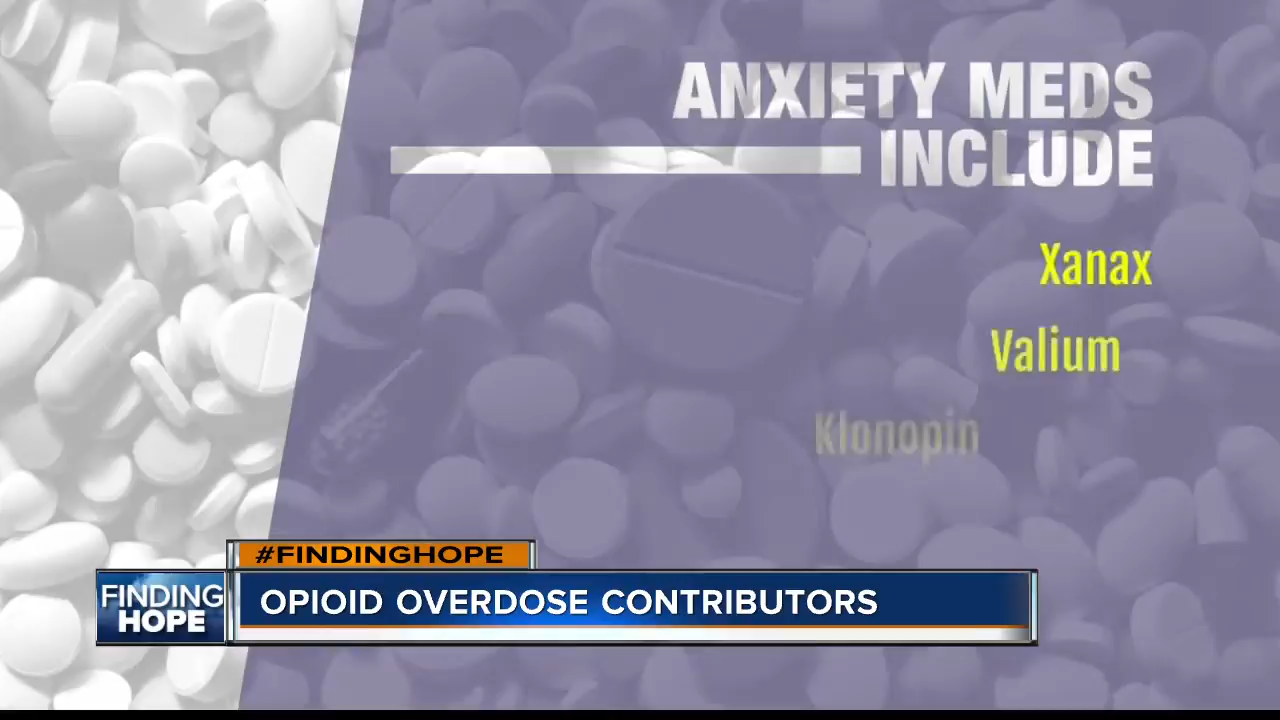 ANXIETY MEDS
INCLUDE
Xanax
Valium
Klonopin
#FINDINGHOPE
FINDING
HOPE
OPIOID OVERDOSE CONTRIBUTORS